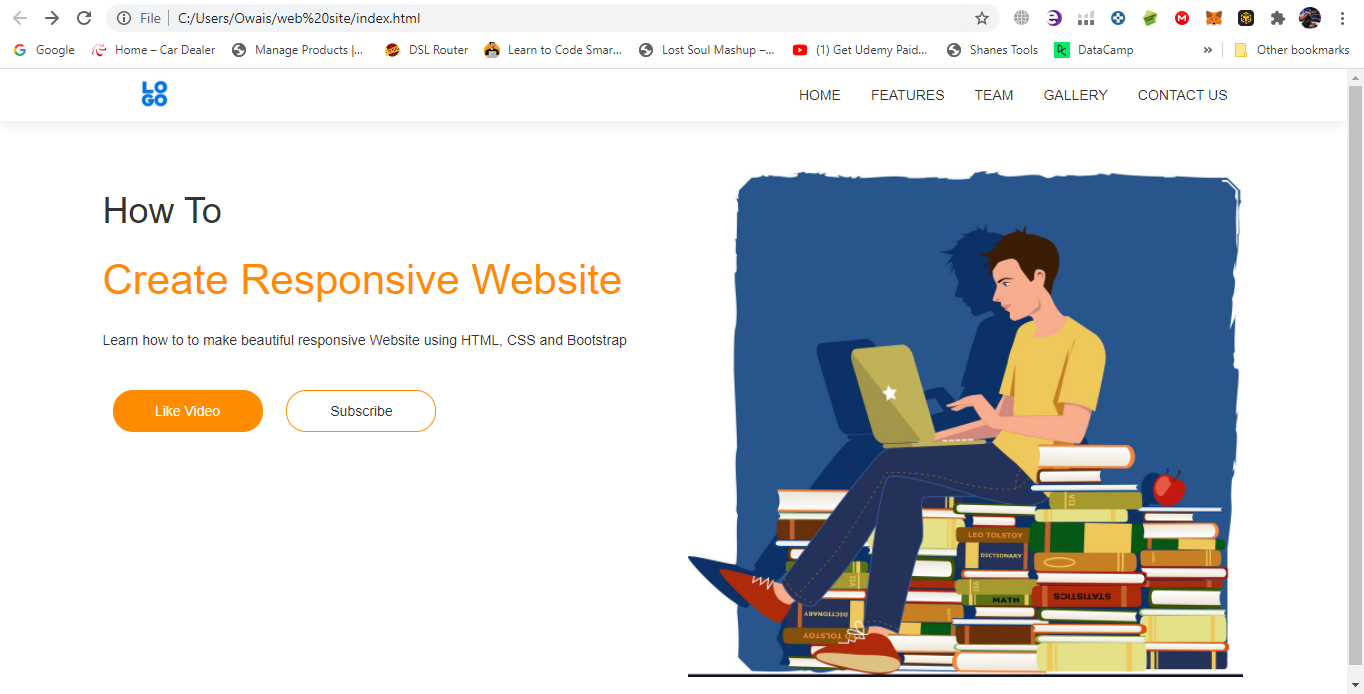 File C:/Users/Owais/web%20site/index.html
Google Home – Car Dealer Manage Products |... DSL Router Learn to Code Smar... Lost Soul Mashup –... (1) Get Udemy Paid... Shanes Tools DataCamp » Other bookmarks
LO
GO
HOME FEATURES TEAM GALLERY CONTACT US
How To
Create Responsive Website
Learn how to to make beautiful responsive Website using HTML, CSS and Bootstrap
Like Video Subscribe
VII
LEO TOLSTOY
DICTIONARY
VII
MATH
STATISTICS
DICTIONARY
LEO TOLSTOY